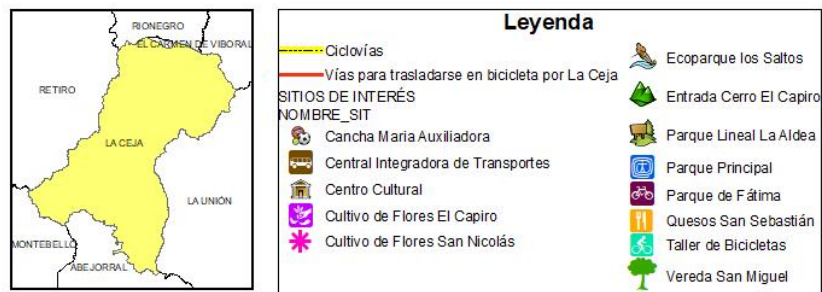 RIONEGRO
EL CARMEN DE VIBORAL
RETIRO
LA CEJA
LA UNIÓN
MONTEBELLO
ABEJORRAL
Leyenda
Ciclovías
Vías para trasladarse en bicicleta por La Ceja
SITIOS DE INTERÉS
NOMBRE_SIT
Cancha Maria Auxiliadora
Central Integradora de Transportes
Centro Cultural
Cultivo de Flores El Capiro
Cultivo de Flores San Nicolás
Ecoparque los Saltos
Entrada Cerro El Capiro
Parque Lineal La Aldea
Parque Principal
Parque de Fátima
Quesos San Sebastián
Taller de Bicicletas
Vereda San Miguel